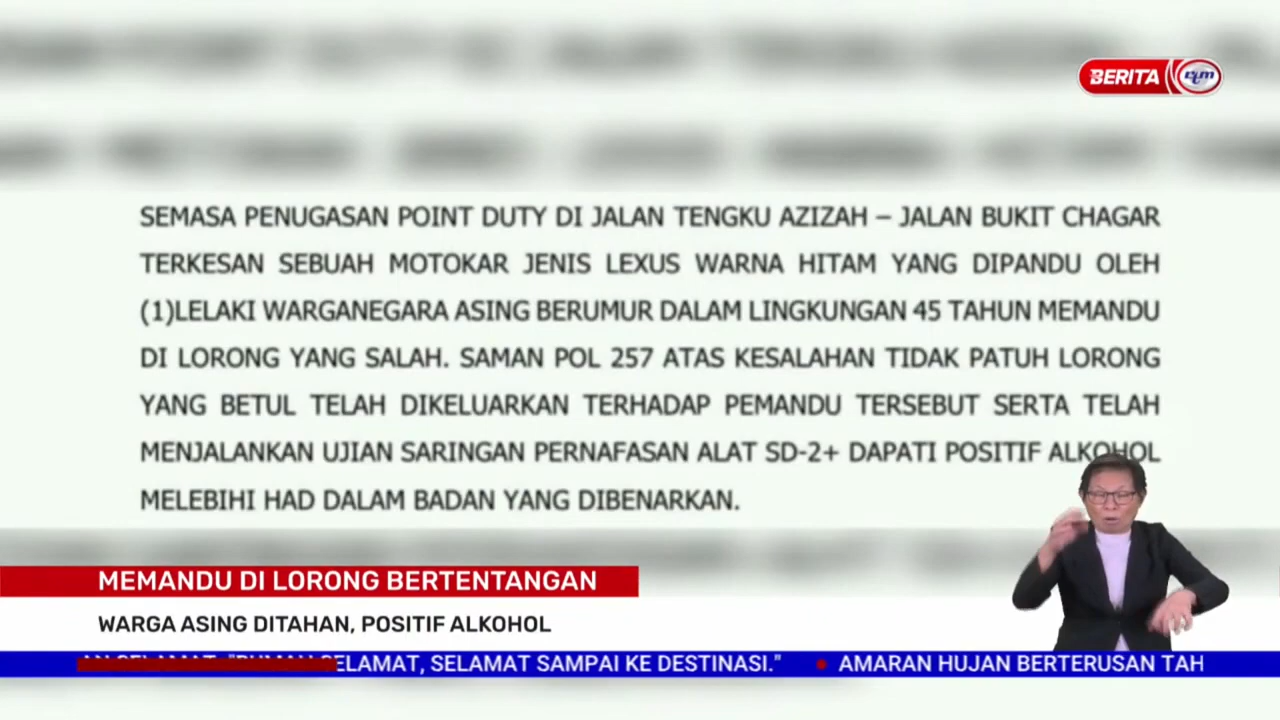 BERITA rtm
SEMASA PENUGASAN POINT DUTY DI JALAN TENGKU AZIZAH – JALAN BUKIT CHAGAR
TERKESAN SEBUAH MOTOKAR JENIS LEXUS WARNA HITAM YANG DIPANDU OLEH
(1)LELAKI WARGANEGARA ASING BERUMUR DALAM LINGKUNGAN 45 TAHUN MEMANDU
DI LORONG YANG SALAH. SAMAN POL 257 ATAS KESALAHAN TIDAK PATUH LORONG
YANG BETUL TELAH DIKELUARKAN TERHADAP PEMANDU TERSEBUT SERTA TELAH
MENJALANKAN UJIAN SARINGAN PERNAFASAN ALAT SD-2+ DAPATI POSITIF ALKOHOL
MELEBIHI HAD DALAM BADAN YANG DIBENARKAN.
MEMANDU DI LORONG BERTENTANGAN
WARGA ASING DITAHAN, POSITIF ALKOHOL
SELAMAT, SELAMAT SAMPAI KE DESTINASI." • AMARAN HUJAN BERTERUSAN TAH